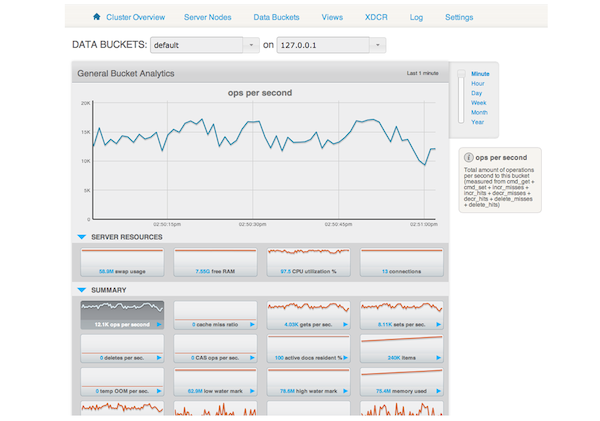 Cluster Overview Server Nodes Data Buckets Views XDCR Log Settings
DATA BUCKETS: default on 127.0.0.1
General Bucket Analytics Last 1 minute
ops per second
20K
15K
10K
5K
0
02:50:15pm 02:50:30pm 02:50:45pm 02:51:00pm
Minute
Hour
Day
Week
Month
Year
i ops per second
Total amount of operations
per second to this bucket
(measured from cmd_get +
cmd_set + incr_misses +
incr_hits + decr_misses +
decr_hits + delete_misses
+ delete_hits)
SERVER RESOURCES
58.9M swap usage 7.55G free RAM 97.5 CPU utilization % 13 connections
SUMMARY
12.1K ops per second 0 cache miss ratio 4.03K gets per sec. 8.11K sets per sec.
0 deletes per sec. 0 CAS ops per sec. 100 active docs resident % 240K items
0 temp OOM per sec. 62.9M low water mark 78.6M high water mark 75.4M memory used